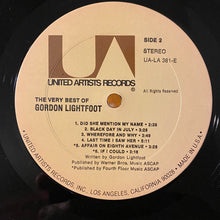 UA
UNITED ARTISTS RECORDS
SIDE 2
STEREO
UA-LA 381-E
All Rights Reserved
THE VERY BEST OF
GORDON LIGHTFOOT
1. DID SHE MENTION MY NAME • 2:25
2. BLACK DAY IN JULY • 4:10
3. WHEREFORE AND WHY • 2:51
4. LAST TIME I SAW HER • 5:10
*5. AFFAIR ON EIGHTH AVENUE • 3:25
*6. IF I COULD • 3:18
Written by Gordon Lightfoot
Published by Warner Bros. Music ASCAP
*Published by Fourth Floor Music ASCAP
UNITED ARTISTS RECORDS, INC., LOS ANGELES, CALIFORNIA 90028 • MADE IN U.S.A.